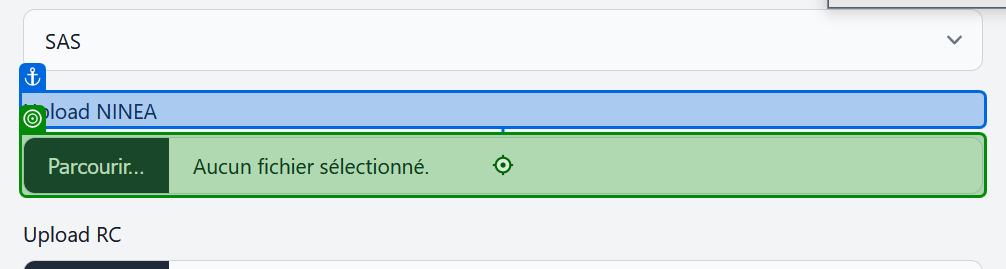 SAS
Upload NINEA
Parcourir...
Aucun fichier sélectionné.
Upload RC